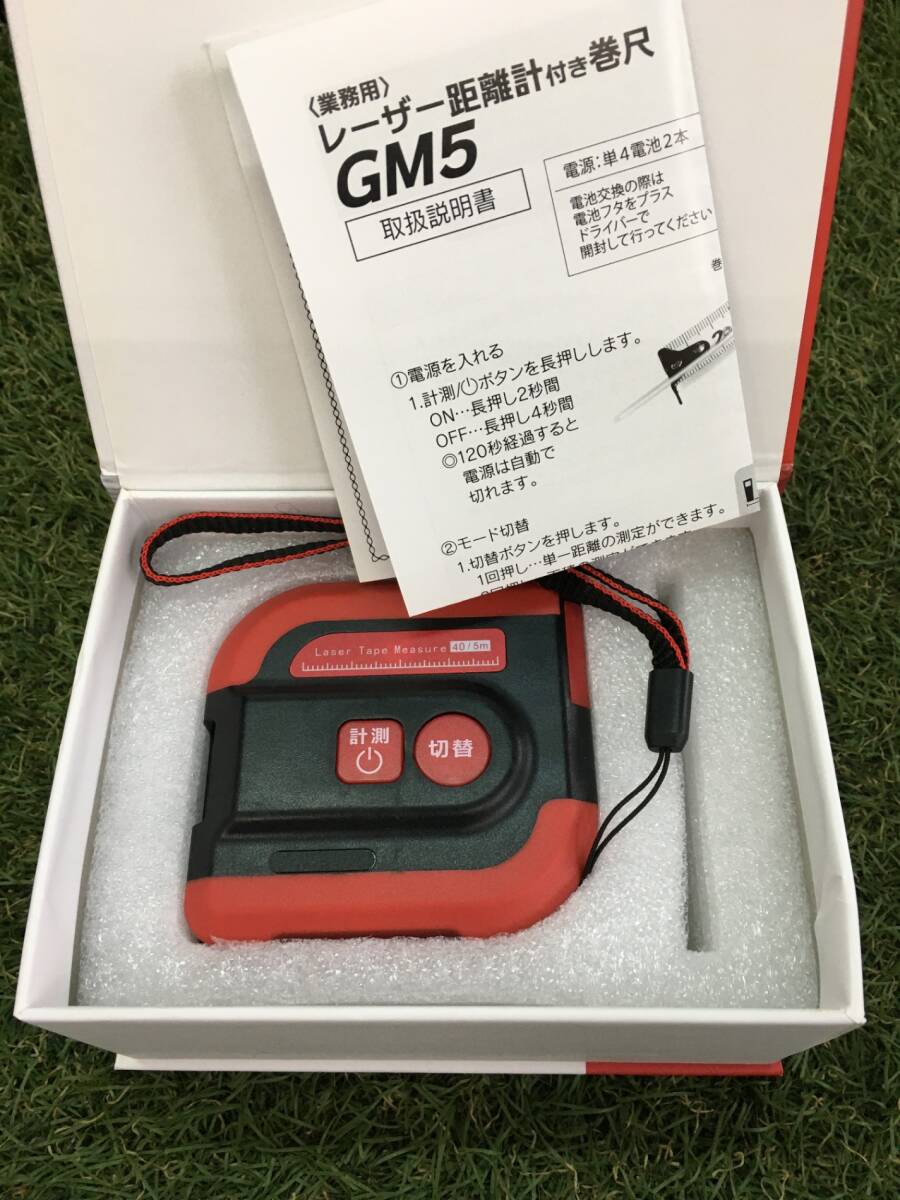 〈業務用〉
レーザー距離計付き巻尺
GM5
取扱説明書
電源:単4電池2本
電池交換の際は
電池フタをプラス
ドライバーで
開封して行ってください
巻
①電源を入れる
1.計測/ボタンを長押しします。
ON…長押し2秒間
OFF…長押し4秒間
◎120秒経過すると
電源は自動で
切れます。
②モード切替
1.切替ボタンを押します。
1回押し…単一距離の測定ができます。
Laser Tape Measure 40/5m
計測
切替